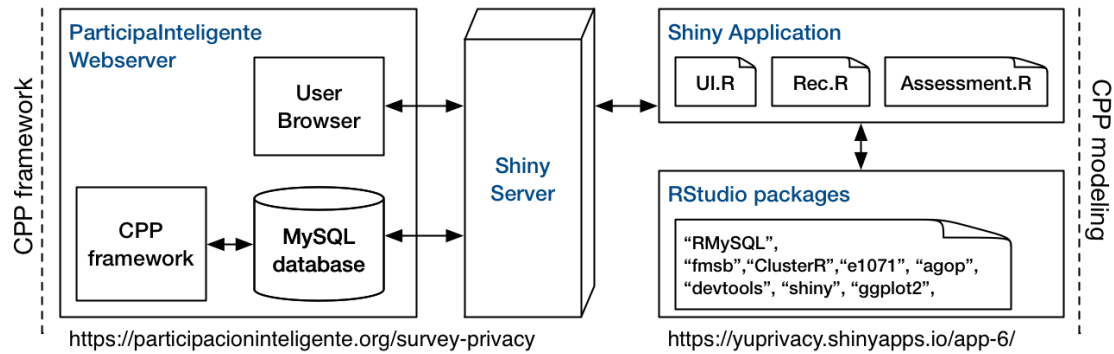 CPP framework
ParticipaInteligente
Webserver
User
Browser
CPP
framework
MySQL
database
https://participacioninteligente.org/survey-privacy
Shiny
Server
Shiny Application
UI.R
Rec.R
Assessment.R
RStudio packages
“RMySQL”,
“fmsb”,“ClusterR”,“e1071”, “agop”,
“devtools”, “shiny”, “ggplot2”,
https://yuprivacy.shinyapps.io/app-6/
CPP modeling